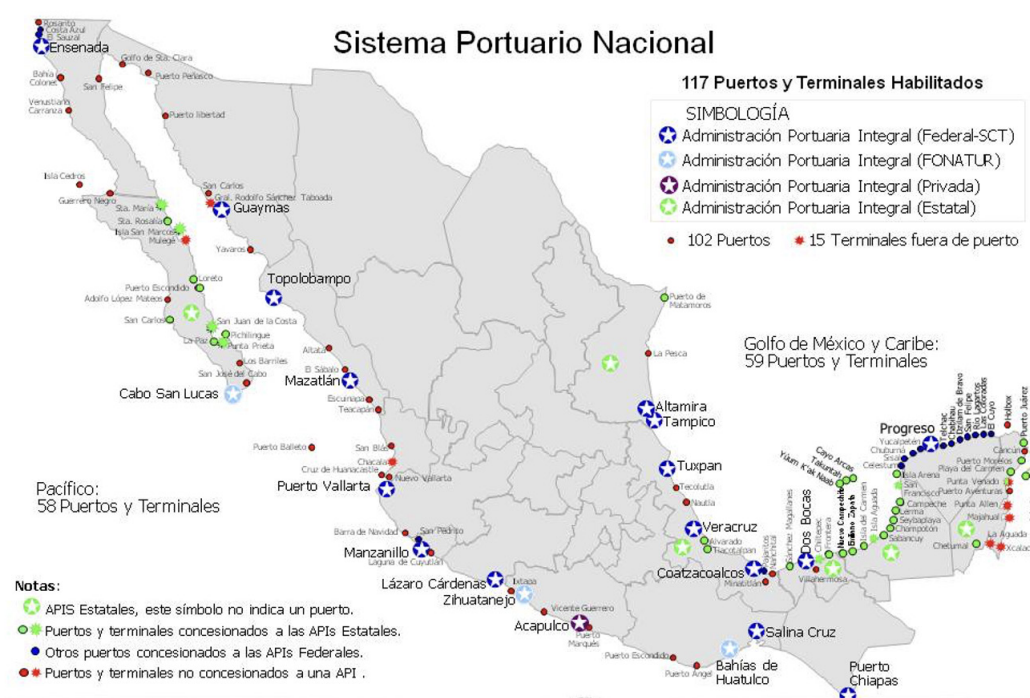 Sistema Portuario Nacional
117 Puertos y Terminales Habilitados
SIMBOLOGÍA
Administración Portuaria Integral (Federal-SCT)
Administración Portuaria Integral (FONATUR)
Administración Portuaria Integral (Privada)
Administración Portuaria Integral (Estatal)
102 Puertos
15 Terminales fuera de puerto
Rosarito
Costa Azul
El Sauzal
Ensenada
Bahía
Colonet
San Felipe
Golfo de Sta. Clara
Puerto Peñasco
Venustiano
Carranza
Puerto libertad
Isla Cedros
Guerrero Negro
San Carlos
Gral. Rodolfo Sánchez Taboada
Guaymas
Sta. María
Sta. Rosalía
Isla San Marcos
Mulegé
Yavaros
Loreto
Puerto Escondido
Adolfo López Mateos
Topolobampo
San Carlos
San Juan de la Costa
Pichilingue
La Paz
Punta Prieta
Los Barriles
San José del Cabo
Cabo San Lucas
Altata
El Sábalo
Mazatlán
Escuinapa
Teacapán
Puerto Balleto
San Blás
Chacala
Cruz de Huanacastle
Nuevo Vallarta
Puerto Vallarta
Pacífico:
58 Puertos y Terminales
Barra de Navidad
San Pedrito
Manzanillo
Laguna de Cuyutlán
Lázaro Cárdenas
Ixtapa
Zihuatanejo
Vicente Guerrero
Acapulco
Puerto
Marqués
Puerto Escondido
Puerto Angel
Bahías de
Huatulco
Salina Cruz
Puerto
Chiapas
Puerto de
Matamoros
La Pesca
Altamira
Tampico
Tuxpan
Tecolutla
Nautla
Veracruz
Alvarado
Tlacotalpan
Coatzacoalcos
Pajaritos
Nanchital
Minatitlán
Sánchez Magallanes
Dos Bocas
Chiltepec
Frontera
Villahermosa
Nuevo Campechito
Emiliano Zapata
Isla del Carmen
Isla Aguada
Sabancuy
Champotón
Seybaplaya
Lerma
Campeche
San
Francisco
Isla Arena
Yúum K'ak Naab
Takuntah
Cayo Arcas
Golfo de México y Caribe:
59 Puertos y Terminales
Celestun
Sisal
Chuburná
Yucalpetén
Progreso
Telchac
Chabihau
Dzilam de Bravo
San Felipe
Río Lagartos
Las Coloradas
El Cuyo
Holbox
Puerto Juárez
Cancún
Puerto Morelos
Playa del Carmen
Punta Venado
Puerto Aventuras
Punta Allen
Majahual
La Aguada
Xcalac
Chetumal
Notas:
APIS Estatales, este símbolo no indica un puerto.
Puertos y terminales concesionados a las APIs Estatales.
Otros puertos concesionados a las APIs Federales.
Puertos y terminales no concesionados a una API .